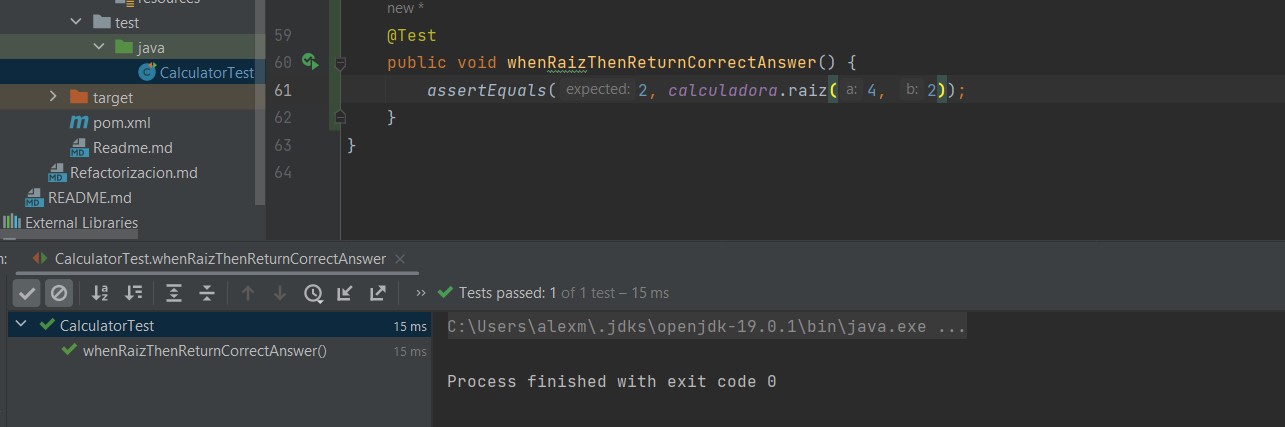 resources
test
java
CalculatorTest
target
pom.xml
Readme.md
Refactorizacion.md
README.md
External Libraries
new *
59 @Test
60 public void whenRaizThenReturnCorrectAnswer() {
61 assertEquals( expected: 2, calculadora.raiz( a: 4, b: 2));
62 }
63 }
64
n: CalculatorTest.whenRaizThenReturnCorrectAnswer ×
» Tests passed: 1 of 1 test – 15 ms
CalculatorTest 15 ms
whenRaizThenReturnCorrectAnswer() 15 ms
C:\Users\alexm\.jdks\openjdk-19.0.1\bin\java.exe ...
Process finished with exit code 0